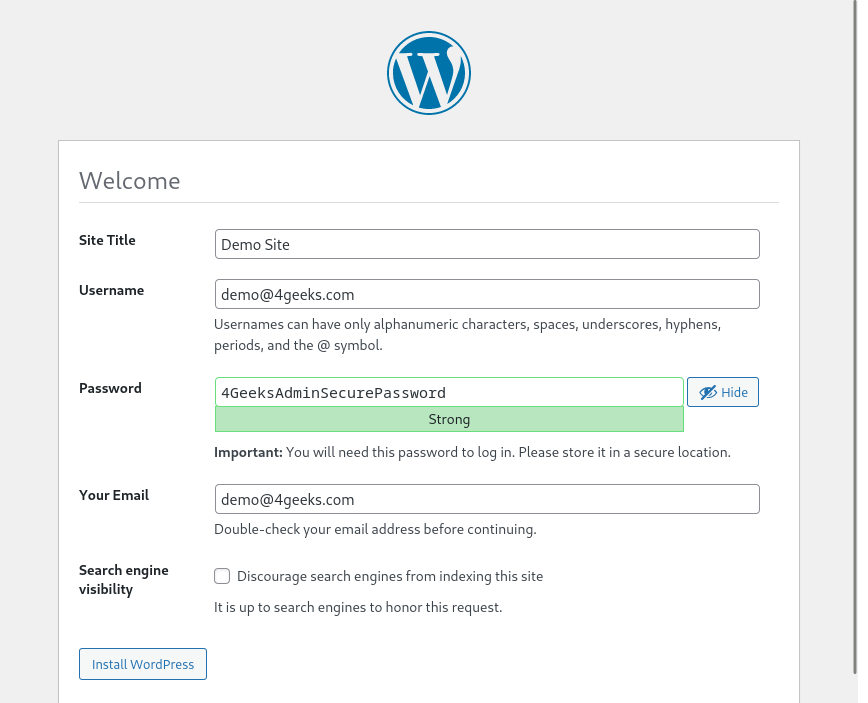 Welcome
Site Title
Demo Site
Username
demo@4geeks.com
Usernames can have only alphanumeric characters, spaces, underscores, hyphens,
periods, and the @ symbol.
Password
4GeeksAdminSecurePassword
Hide
Strong
Important: You will need this password to log in. Please store it in a secure location.
Your Email
demo@4geeks.com
Double-check your email address before continuing.
Search engine
visibility
Discourage search engines from indexing this site
It is up to search engines to honor this request.
Install WordPress